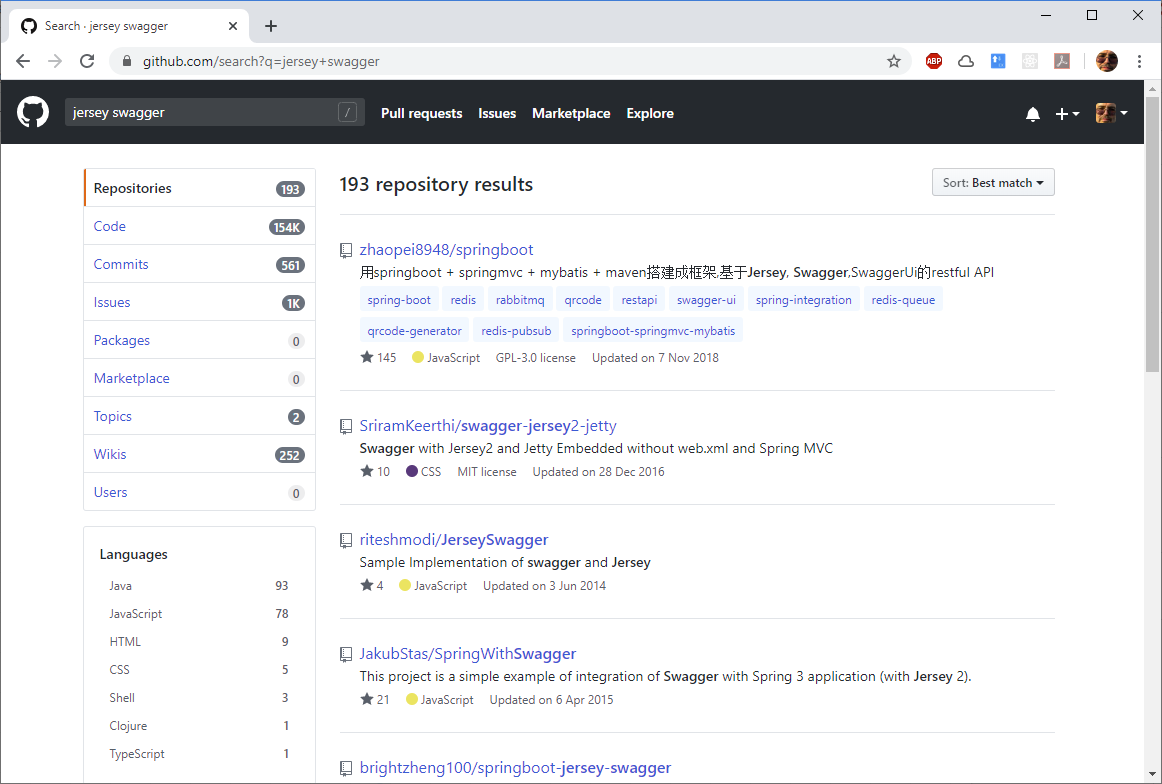 Search · jersey swagger
github.com/search?q=jersey+swagger
ABP
jersey swagger
/
Pull requests Issues Marketplace Explore
Repositories 193
Code 154K
Commits 561
Issues 1K
Packages 0
Marketplace 0
Topics 2
Wikis 252
Users 0
Languages
Java 93
JavaScript 78
HTML 9
CSS 5
Shell 3
Clojure 1
TypeScript 1
193 repository results
Sort: Best match
zhaopei8948/springboot
用springboot + springmvc + mybatis + maven搭建成框架,基于Jersey, Swagger,SwaggerUi的restful API
spring-boot redis rabbitmq qrcode restapi swagger-ui spring-integration redis-queue
qrcode-generator redis-pubsub springboot-springmvc-mybatis
145 JavaScript GPL-3.0 license Updated on 7 Nov 2018
SriramKeerthi/swagger-jersey2-jetty
Swagger with Jersey2 and Jetty Embedded without web.xml and Spring MVC
10 CSS MIT license Updated on 28 Dec 2016
riteshmodi/JerseySwagger
Sample Implementation of swagger and Jersey
4 JavaScript Updated on 3 Jun 2014
JakubStas/SpringWithSwagger
This project is a simple example of integration of Swagger with Spring 3 application (with Jersey 2).
21 JavaScript Updated on 6 Apr 2015
brightzheng100/springboot-jersey-swagger